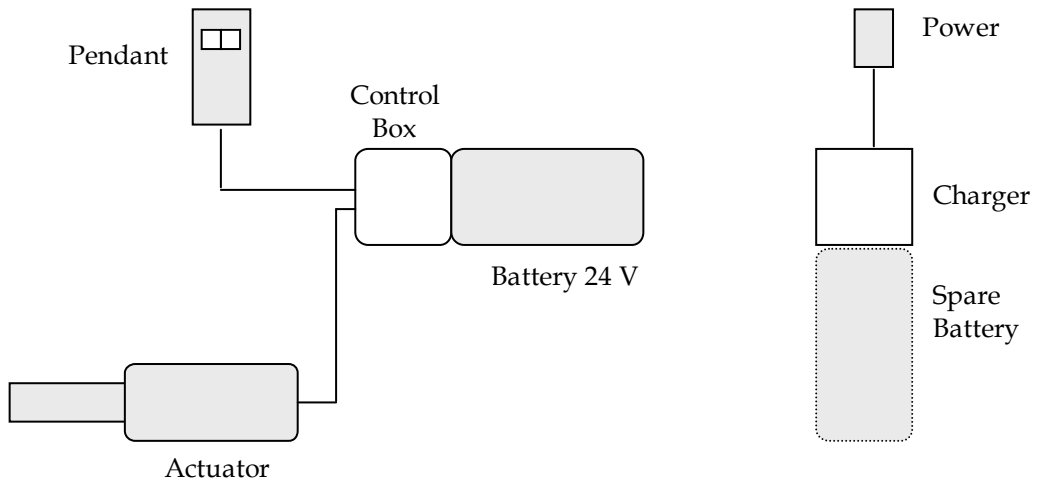 Pendant
Control
Box
Battery 24 V
Actuator
Power
Charger
Spare
Battery